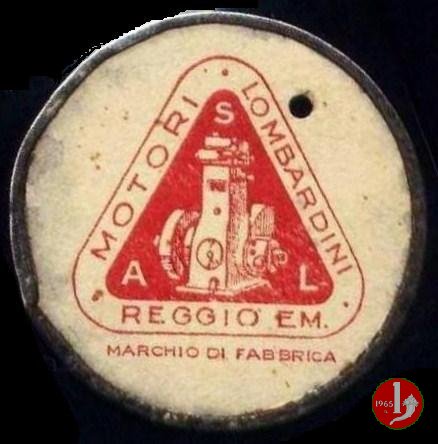 MOTORI LOMBARDINI
S
A L
REGGIO EM.
MARCHIO DI FABBRICA
1965